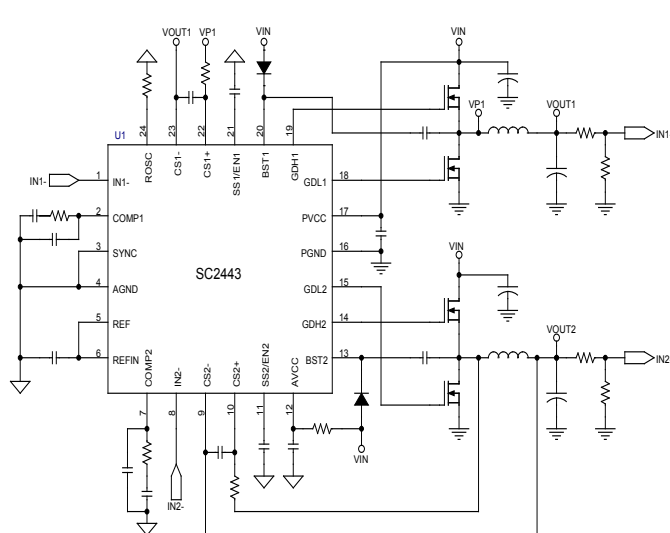 VOUT1 VP1 VIN VIN
U1
24 23 22 21 20 19
ROSC CS1- CS1+ SS1/EN1 BST1 GDH1
VP1 VOUT1
IN1-
IN1- 1 IN1- GDL1 18
2 COMP1 PVCC 17
3 SYNC PGND 16
SC2443
VIN
4 AGND GDL2 15
5 REF GDH2 14
6 REFIN BST2 13
VOUT2
IN2-
COMP2 IN2- CS2- CS2+ SS2/EN2 AVCC
7 8 9 10 11 12
VIN
IN2-